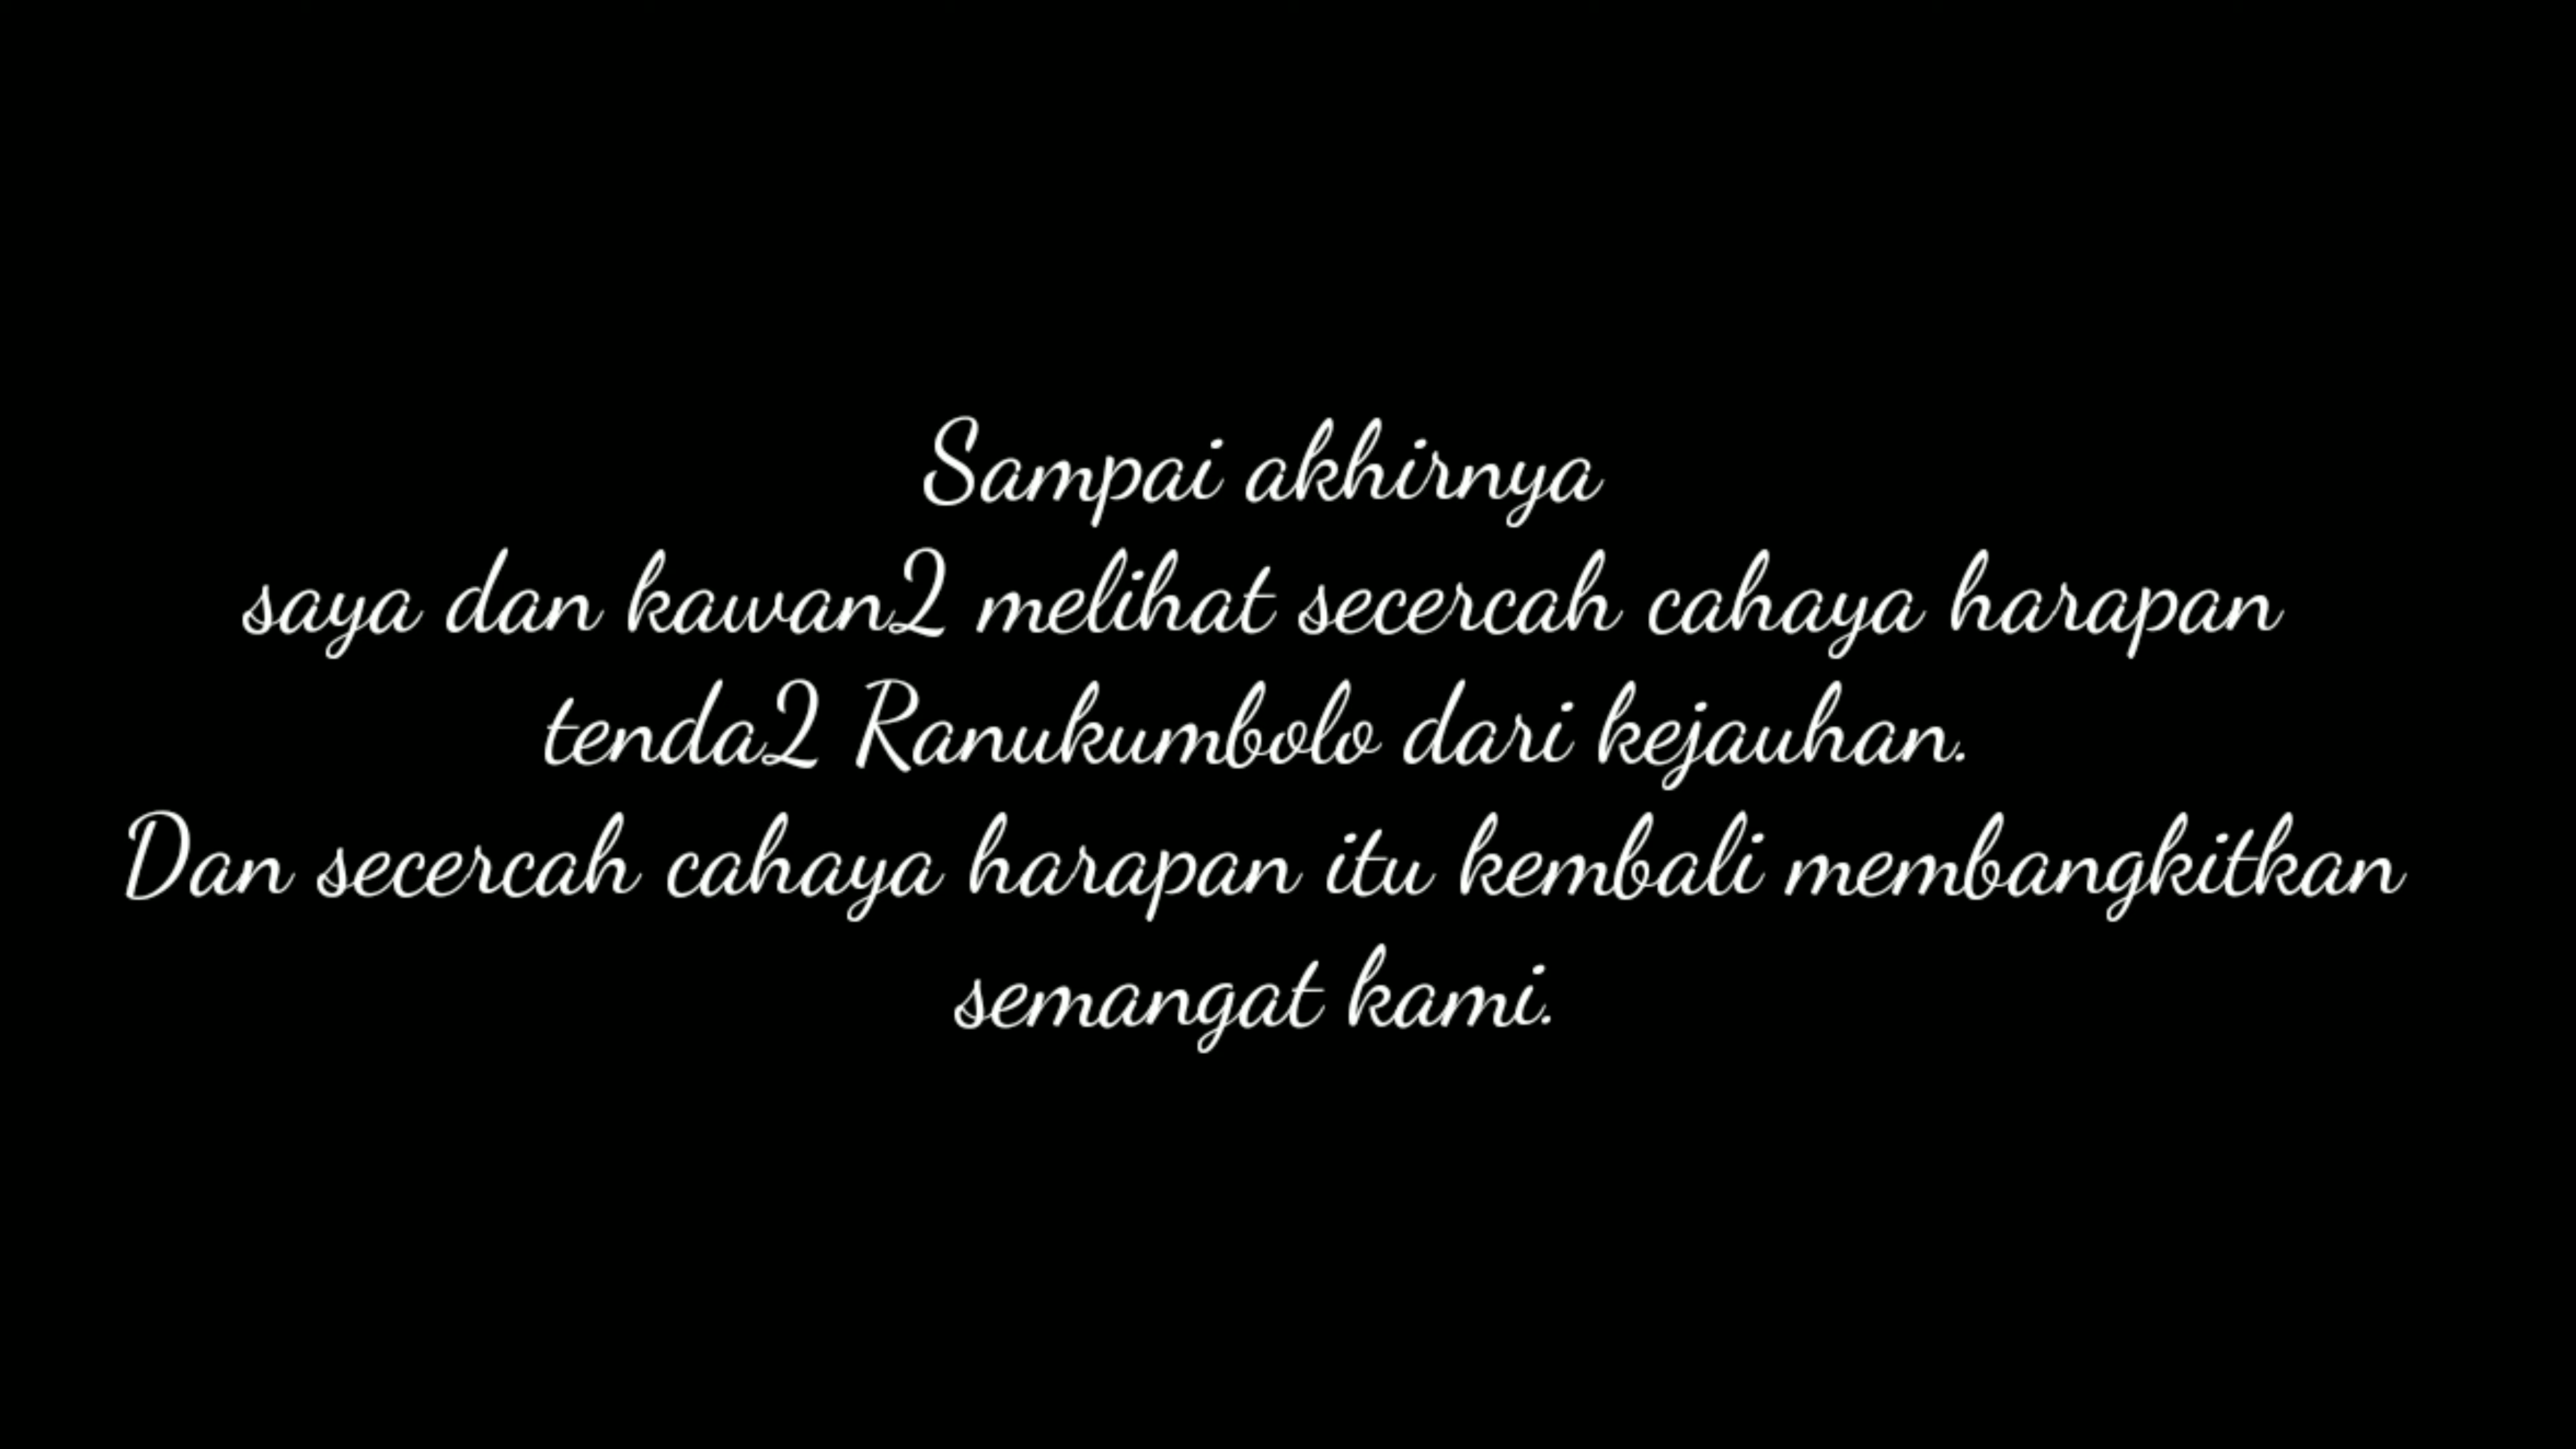 Sampai akhirnya
saya dan kawan2 melihat secercah cahaya harapan
tenda2 Ranukumbolo dari kejauhan.
Dan secercah cahaya harapan itu kembali membangkitkan
semangat kami.